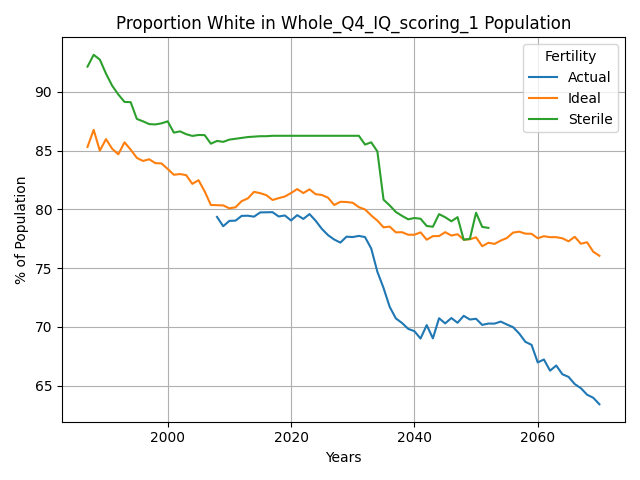 Proportion White in Whole_Q4_IQ_scoring_1 Population
Fertility
Actual
Ideal
Sterile
% of Population
90
85
80
75
70
65
2000
2020
2040
2060
Years